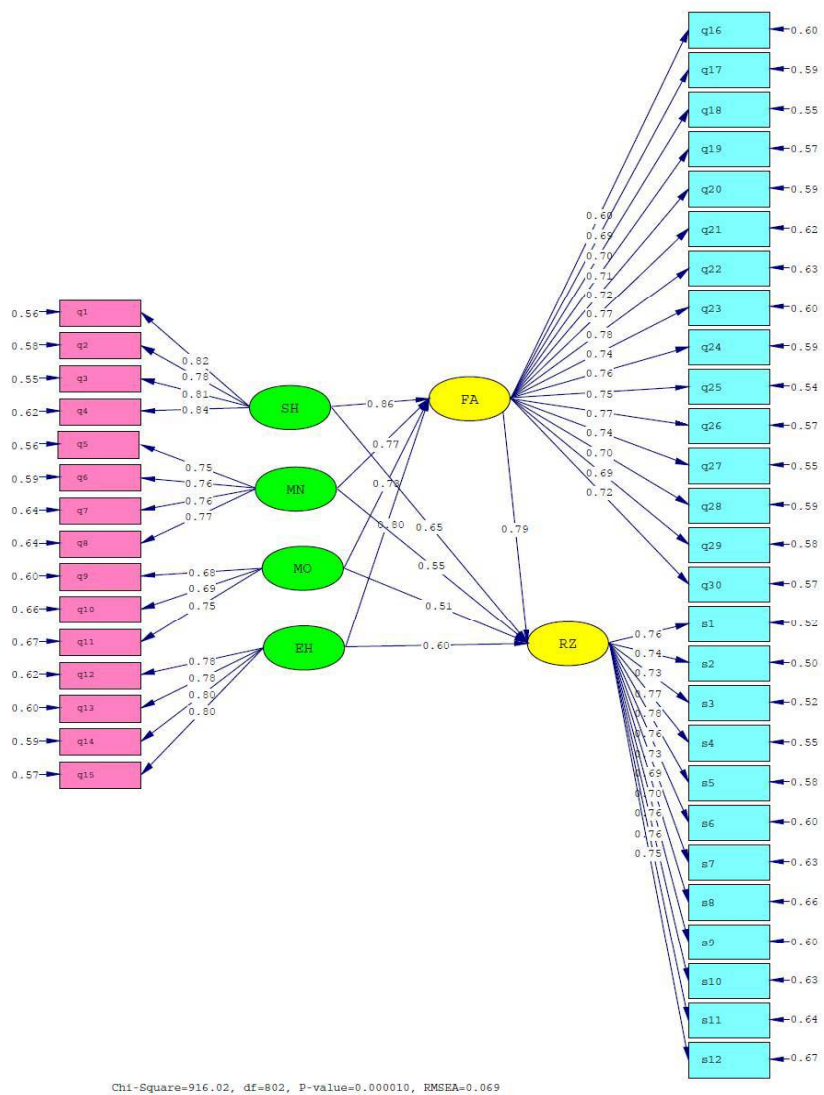 q16 0.60
q17 0.59
q18 0.55
q19 0.57
q20 0.59
q21 0.62
q22 0.63
q23 0.60
q24 0.59
q25 0.54
q26 0.57
q27 0.55
q28 0.59
q29 0.58
q30 0.57
s1 0.52
s2 0.50
s3 0.52
s4 0.55
s5 0.58
s6 0.60
s7 0.63
s8 0.66
s9 0.60
s10 0.63
s11 0.64
s12 0.67
0.60
0.69
0.70
0.71
0.72
0.77
0.78
0.74
0.76
0.75
0.77
0.74
0.70
0.69
0.72
0.56 q1
0.58 q2
0.55 q3
0.62 q4
0.56 q5
0.59 q6
0.64 q7
0.64 q8
0.60 q9
0.66 q10
0.67 q11
0.62 q12
0.60 q13
0.59 q14
0.57 q15
0.82
0.78
0.81
0.84
0.75
0.76
0.76
0.77
0.68
0.69
0.75
0.78
0.78
0.80
0.80
SH
MN
MO
EH
FA
RZ
0.86
0.77
0.80
0.65
0.55
0.51
0.60
0.79
0.76
0.74
0.73
0.77
0.78
0.76
0.73
0.69
0.70
0.76
0.76
0.75
Chi-Square=916.02, df=802, P-value=0.000010, RMSEA=0.069